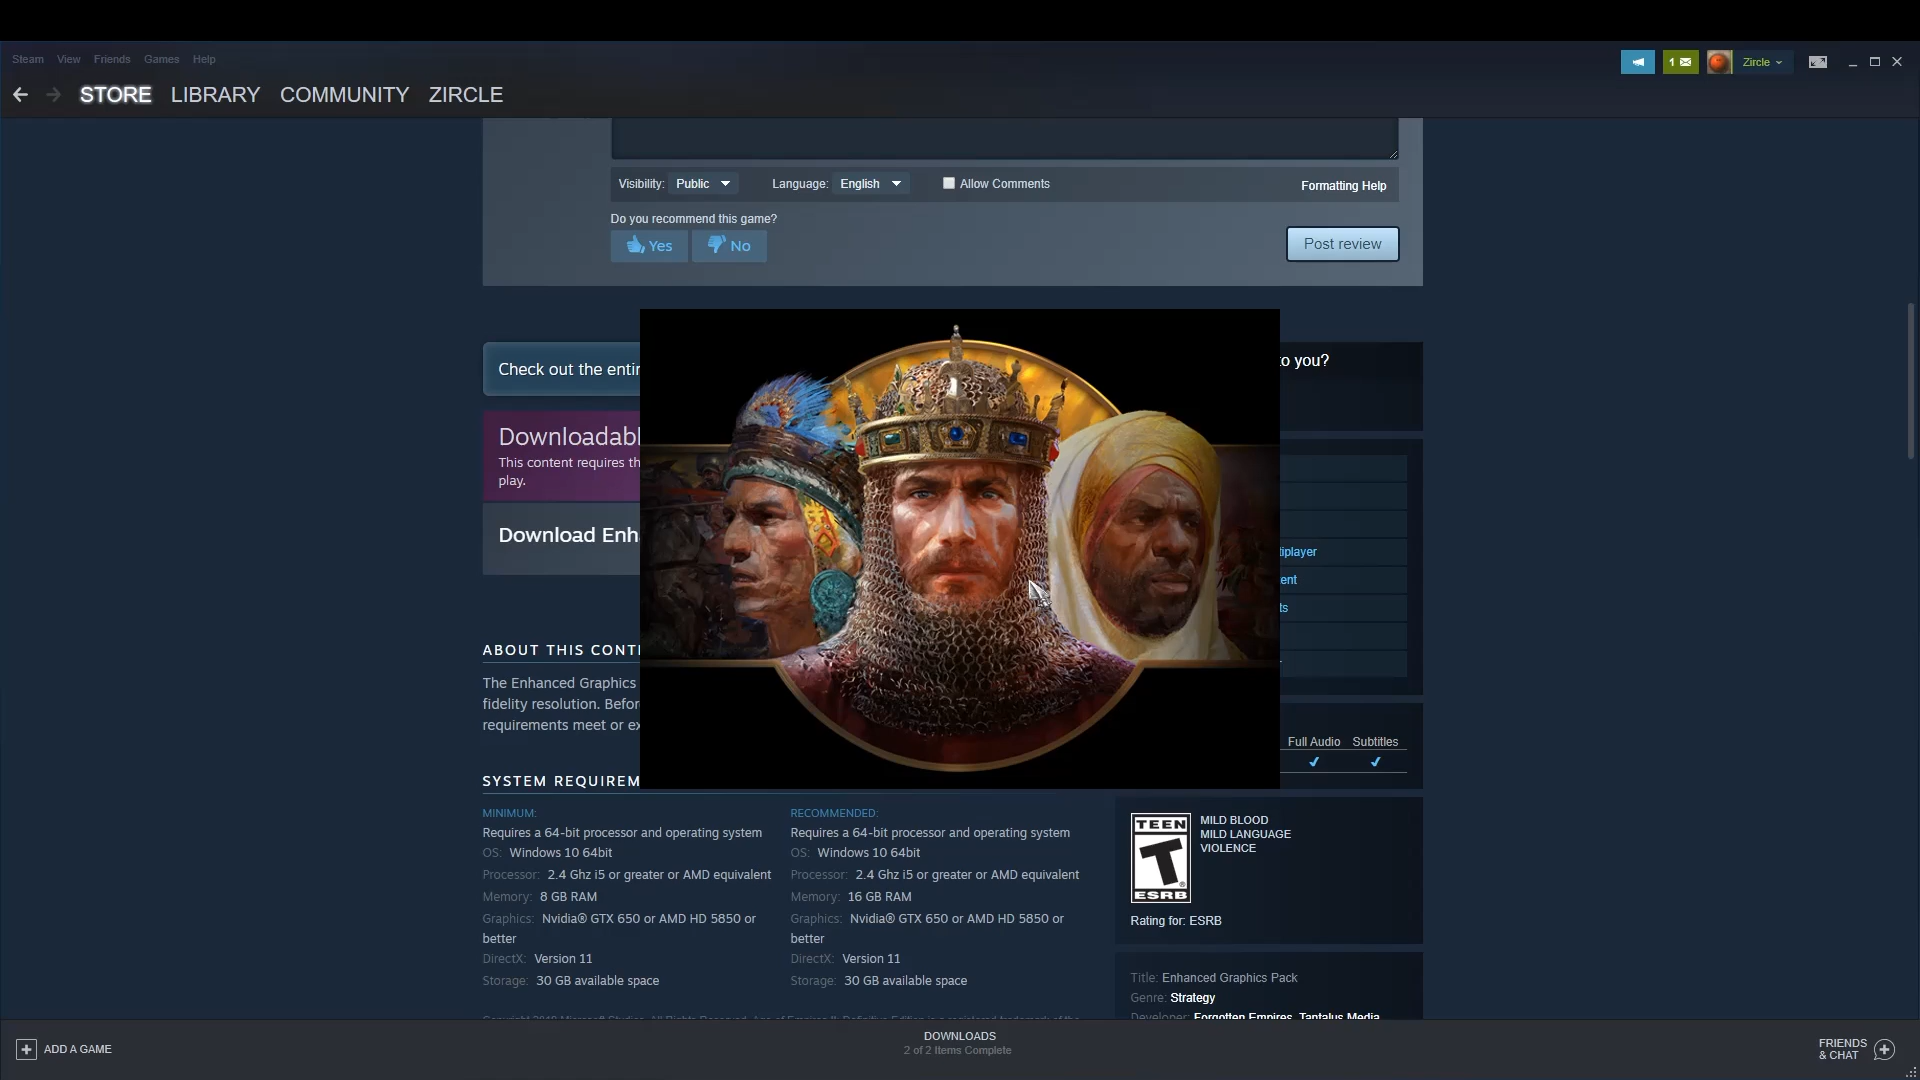 Steam View Friends Games Help
1
Zircle
STORE LIBRARY COMMUNITY ZIRCLE
Visibility: Public Language: English Allow Comments Formatting Help
Do you recommend this game?
Yes No
Post review
Check out the entir
o you?
Downloadabl
This content requires th
play.
Download Enh
tiplayer
ent
ts
ABOUT THIS CONT
The Enhanced Graphics
fidelity resolution. Befor
requirements meet or ex
Full Audio Subtitles
SYSTEM REQUIREM
MINIMUM:
Requires a 64-bit processor and operating system
OS: Windows 10 64bit
Processor: 2.4 Ghz i5 or greater or AMD equivalent
Memory: 8 GB RAM
Graphics: Nvidia® GTX 650 or AMD HD 5850 or
better
DirectX: Version 11
Storage: 30 GB available space
RECOMMENDED:
Requires a 64-bit processor and operating system
OS: Windows 10 64bit
Processor: 2.4 Ghz i5 or greater or AMD equivalent
Memory: 16 GB RAM
Graphics: Nvidia® GTX 650 or AMD HD 5850 or
better
DirectX: Version 11
Storage: 30 GB available space
TEEN
T
ESRB
MILD BLOOD
MILD LANGUAGE
VIOLENCE
Rating for: ESRB
Title: Enhanced Graphics Pack
Genre: Strategy
Developer: Forgotten Empires, Tantalus Media
ADD A GAME
DOWNLOADS
2 of 2 Items Complete
FRIENDS
& CHAT